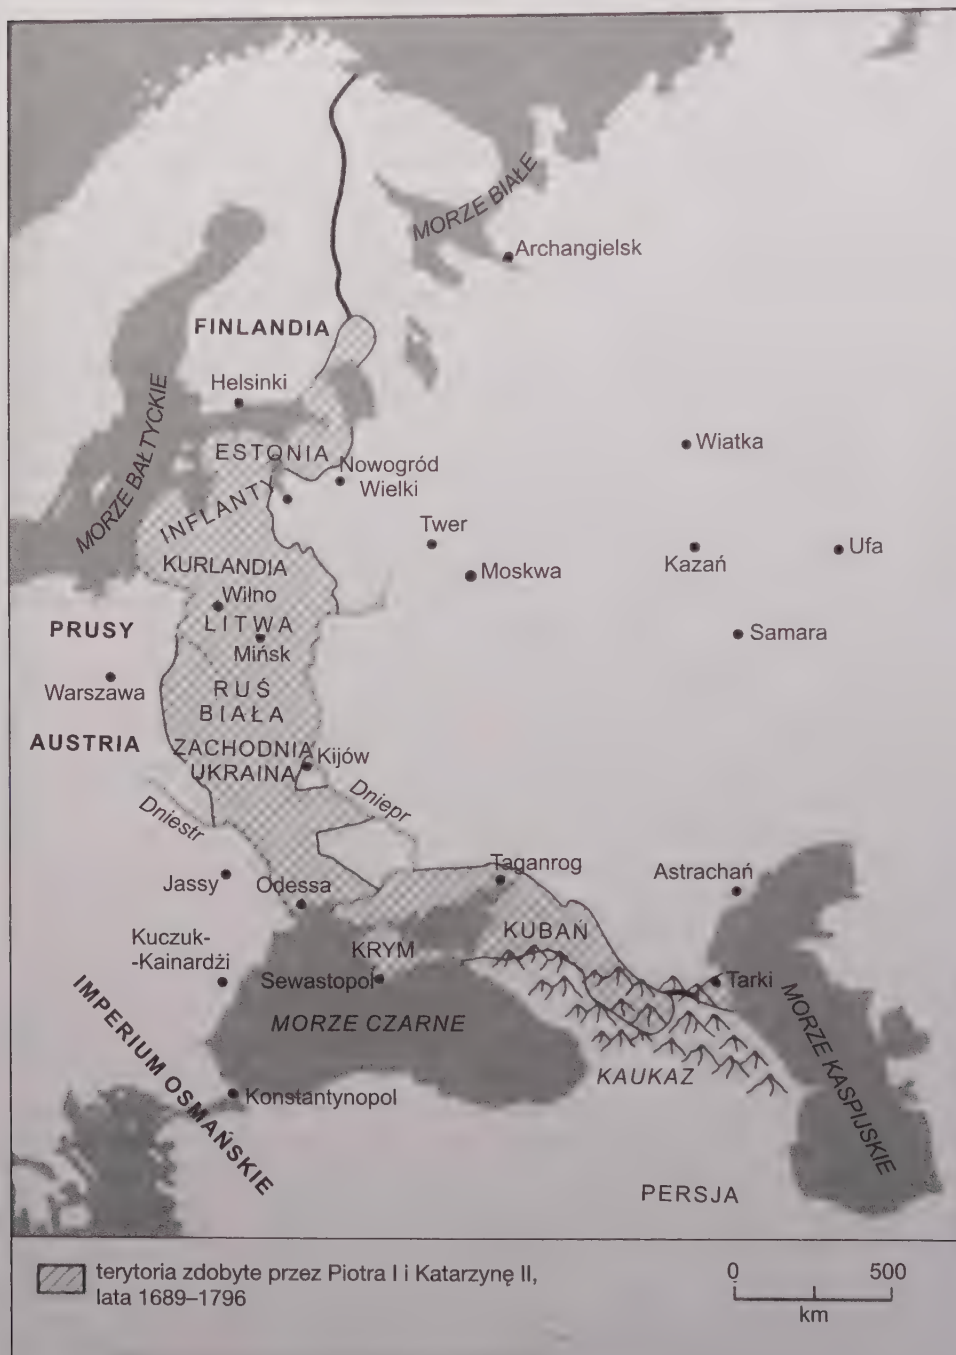 MORZE BIAŁE
Archangielsk
FINLANDIA
Helsinki
MORZE BAŁTYCKIE
ESTONIA
Nowogród
Wielki
Wiatka
INFLANTY
Twer
Moskwa
Kazań
Ufa
KURLANDIA
Wilno
LITWA
Mińsk
PRUSY
Samara
Warszawa
RUŚ
BIAŁA
AUSTRIA
ZACHODNIA
UKRAINA
Kijów
Dniestr
Dniepr
Jassy
Odessa
Taganrog
Astrachań
Kuczuk-
-Kainardżi
KRYM
KUBAŃ
Sewastopol
Tarki
MORZE CZARNE
IMPERIUM OSMAŃSKIE
KAUKAZ
MORZE KASPIJSKIE
Konstantynopol
PERSJA
terytoria zdobyte przez Piotra I i Katarzynę II,
lata 1689–1796
0 500
km